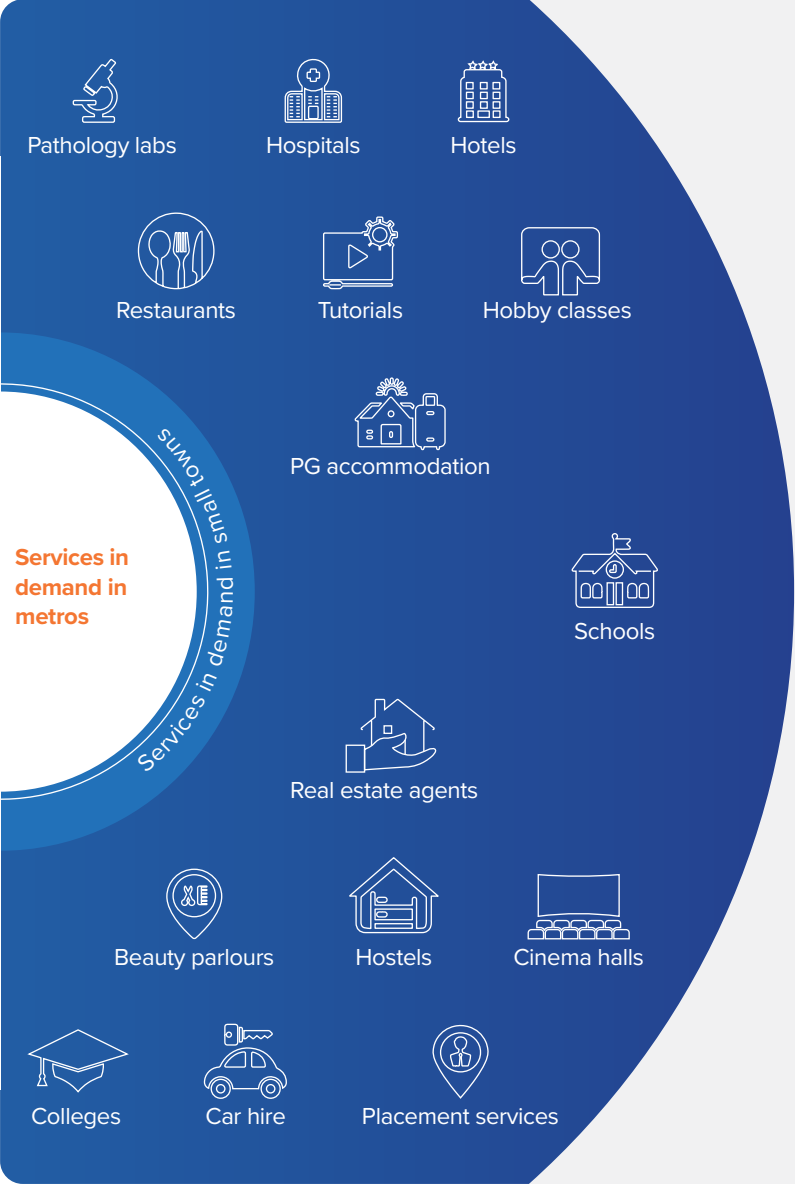 Pathology labs
Hospitals
Hotels
Restaurants
Tutorials
Hobby classes
PG accommodation
Services in demand in small towns
Services in
demand in
metros
Schools
Real estate agents
Beauty parlours
Hostels
Cinema halls
Colleges
Car hire
Placement services